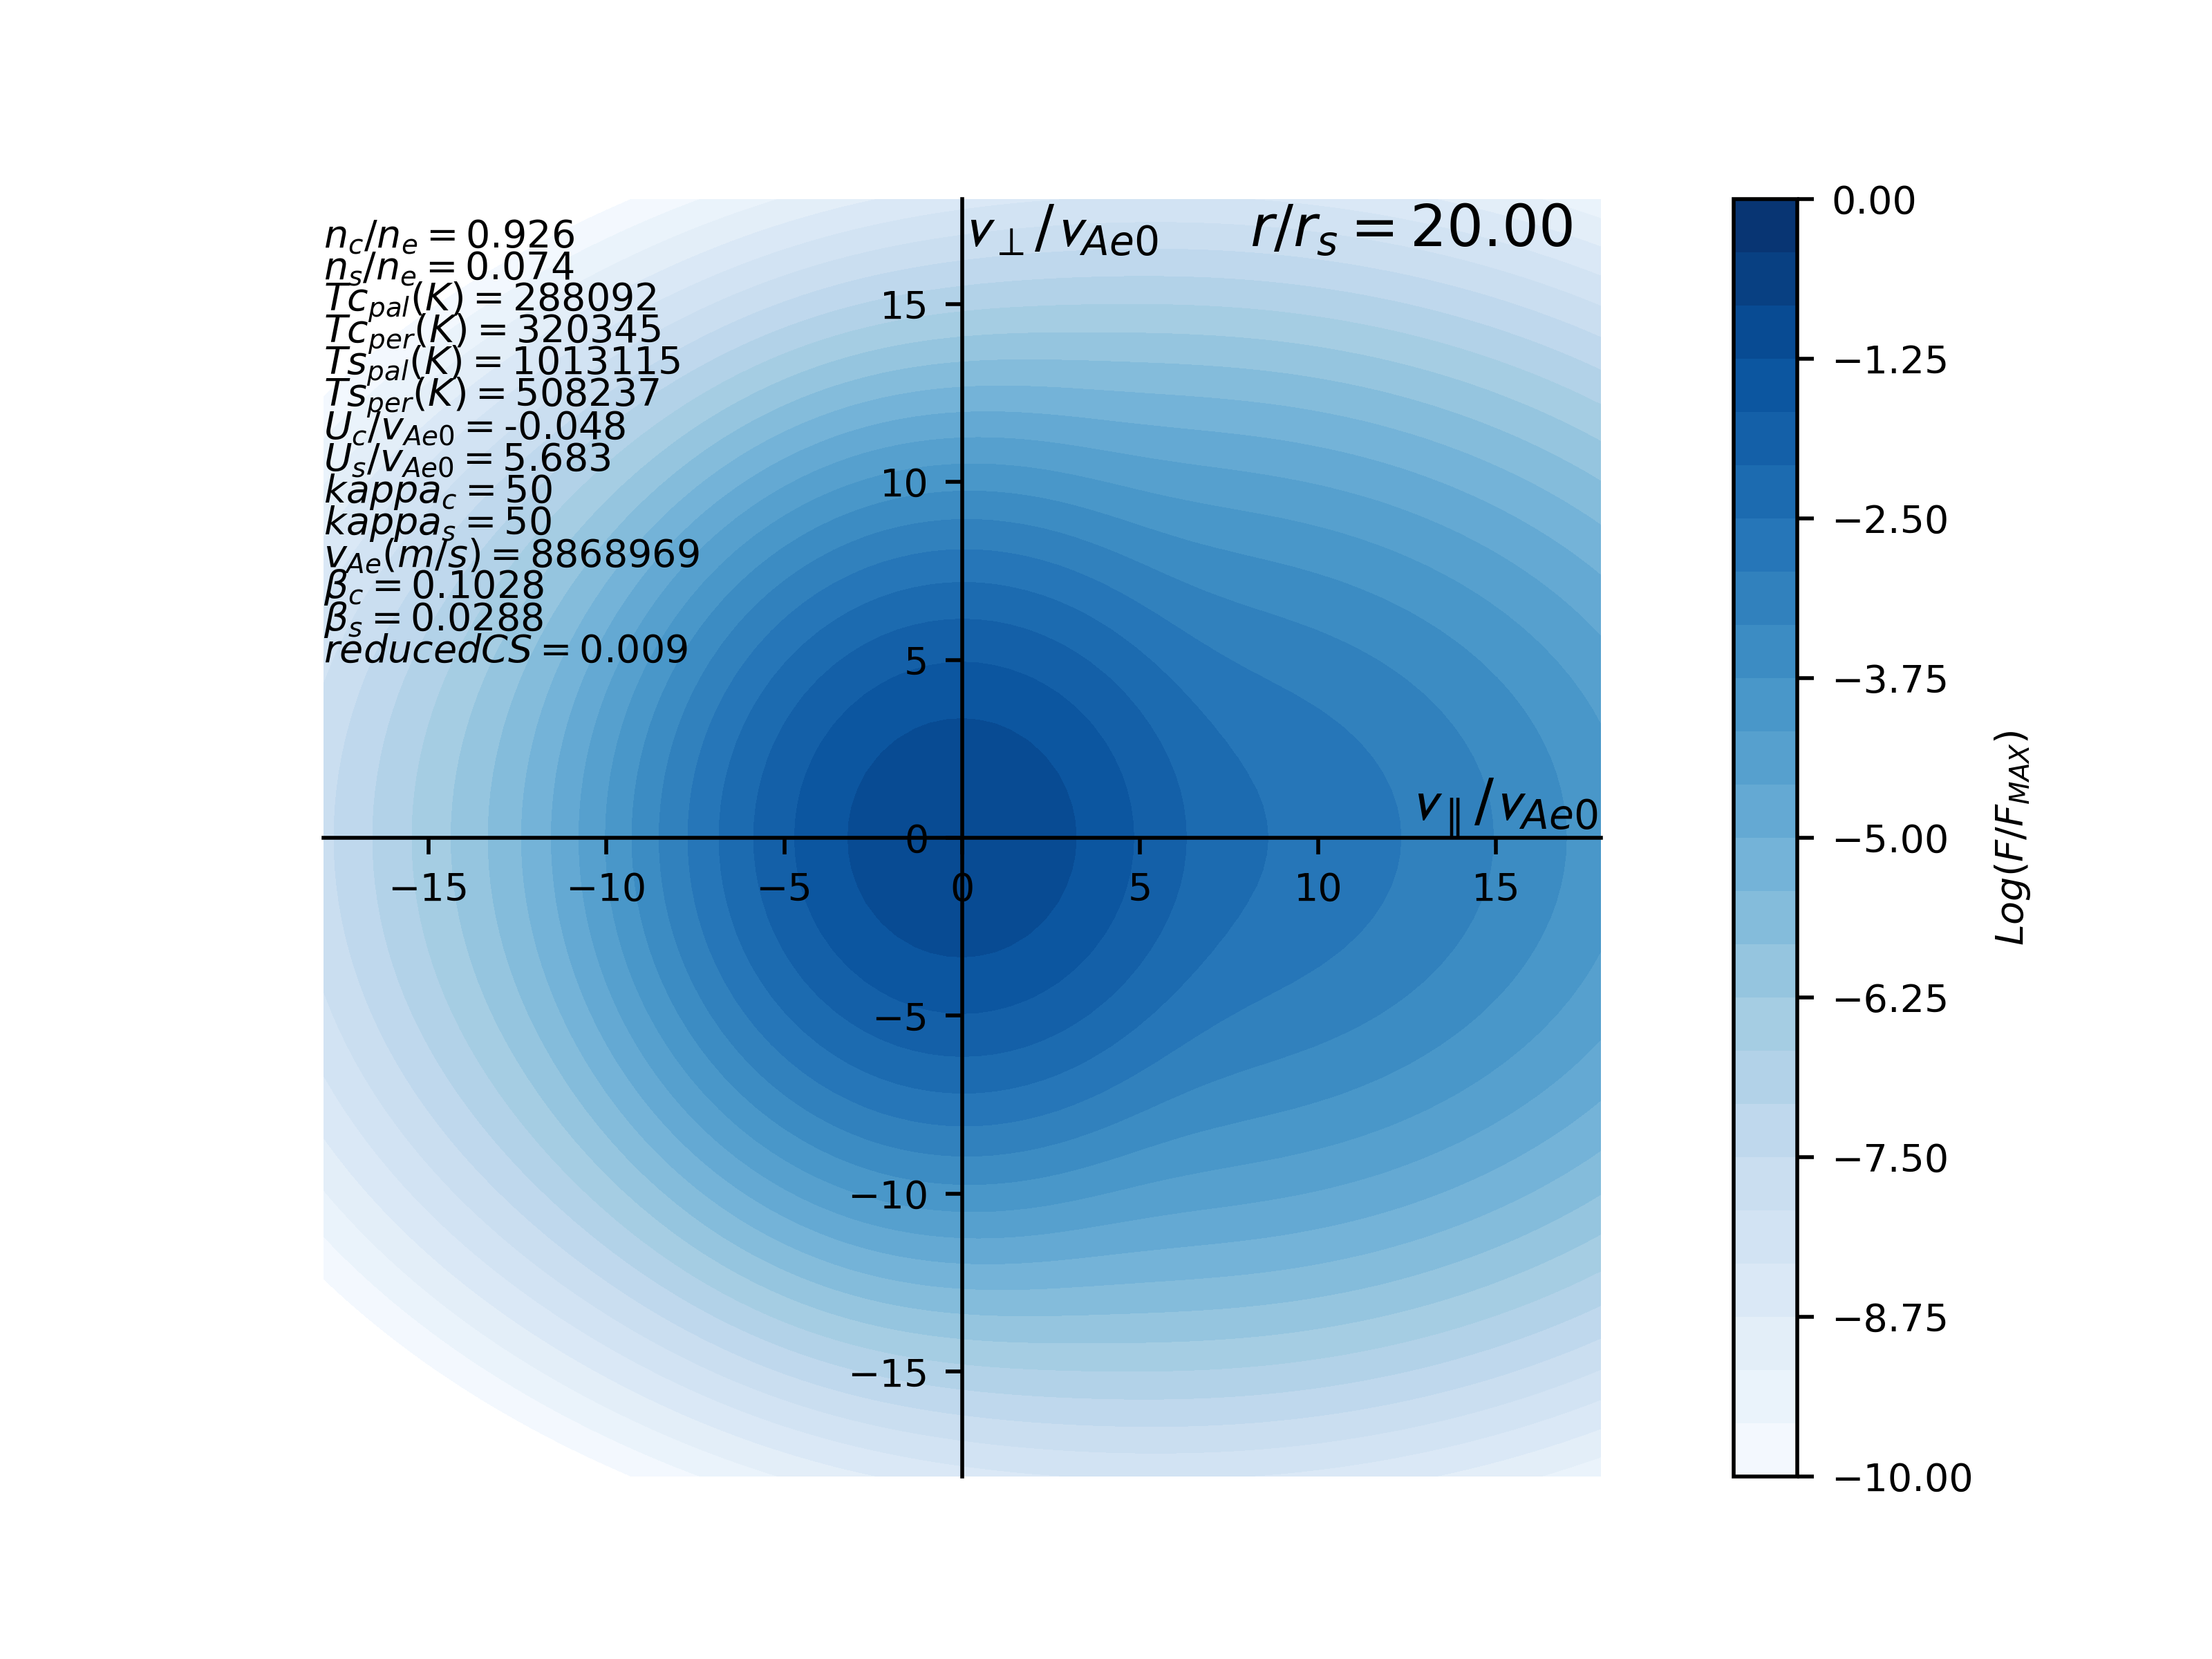 n_c/n_e = 0.926
n_s/n_e = 0.074
Tc_pal(K) = 288092
Tc_per(K) = 320345
Ts_pal(K) = 1013115
Ts_per(K) = 508237
U_c/v_Ae0 = -0.048
U_s/v_Ae0 = 5.683
kappa_c = 50
kappa_s = 50
v_Ae(m/s) = 8868969
β_c = 0.1028
β_s = 0.0288
reducedCS = 0.009
v_⊥/v_Ae0
r/r_s = 20.00
15
10
5
0
−5
−10
−15
v_∥/v_Ae0
−15 −10 −5 0 5 10 15
0.00
−1.25
−2.50
−3.75
−5.00
−6.25
−7.50
−8.75
−10.00
Log(F/F_MAX)